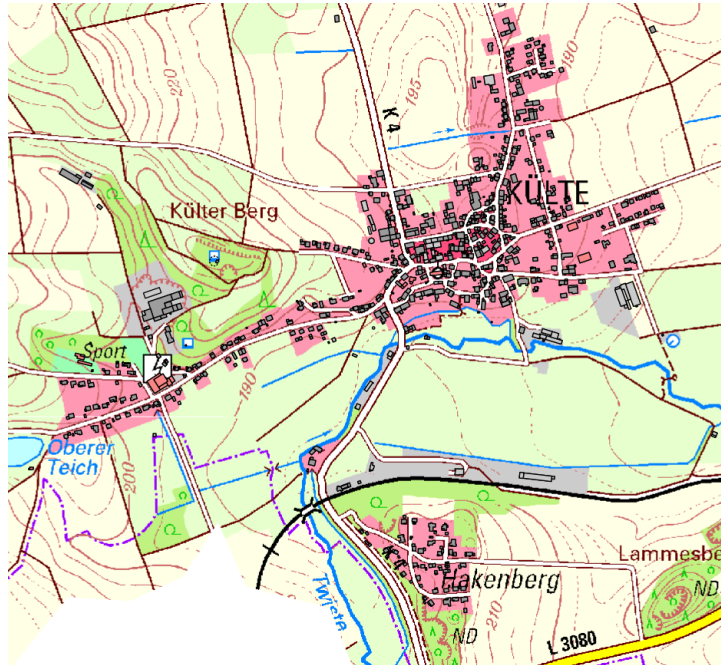 220
195
190
K 4
KÜLTE
Külter Berg
Sport
190
Oberer
Teich
200
Twiste
Hakenberg
210
Lammesbe
ND
ND
L 3080